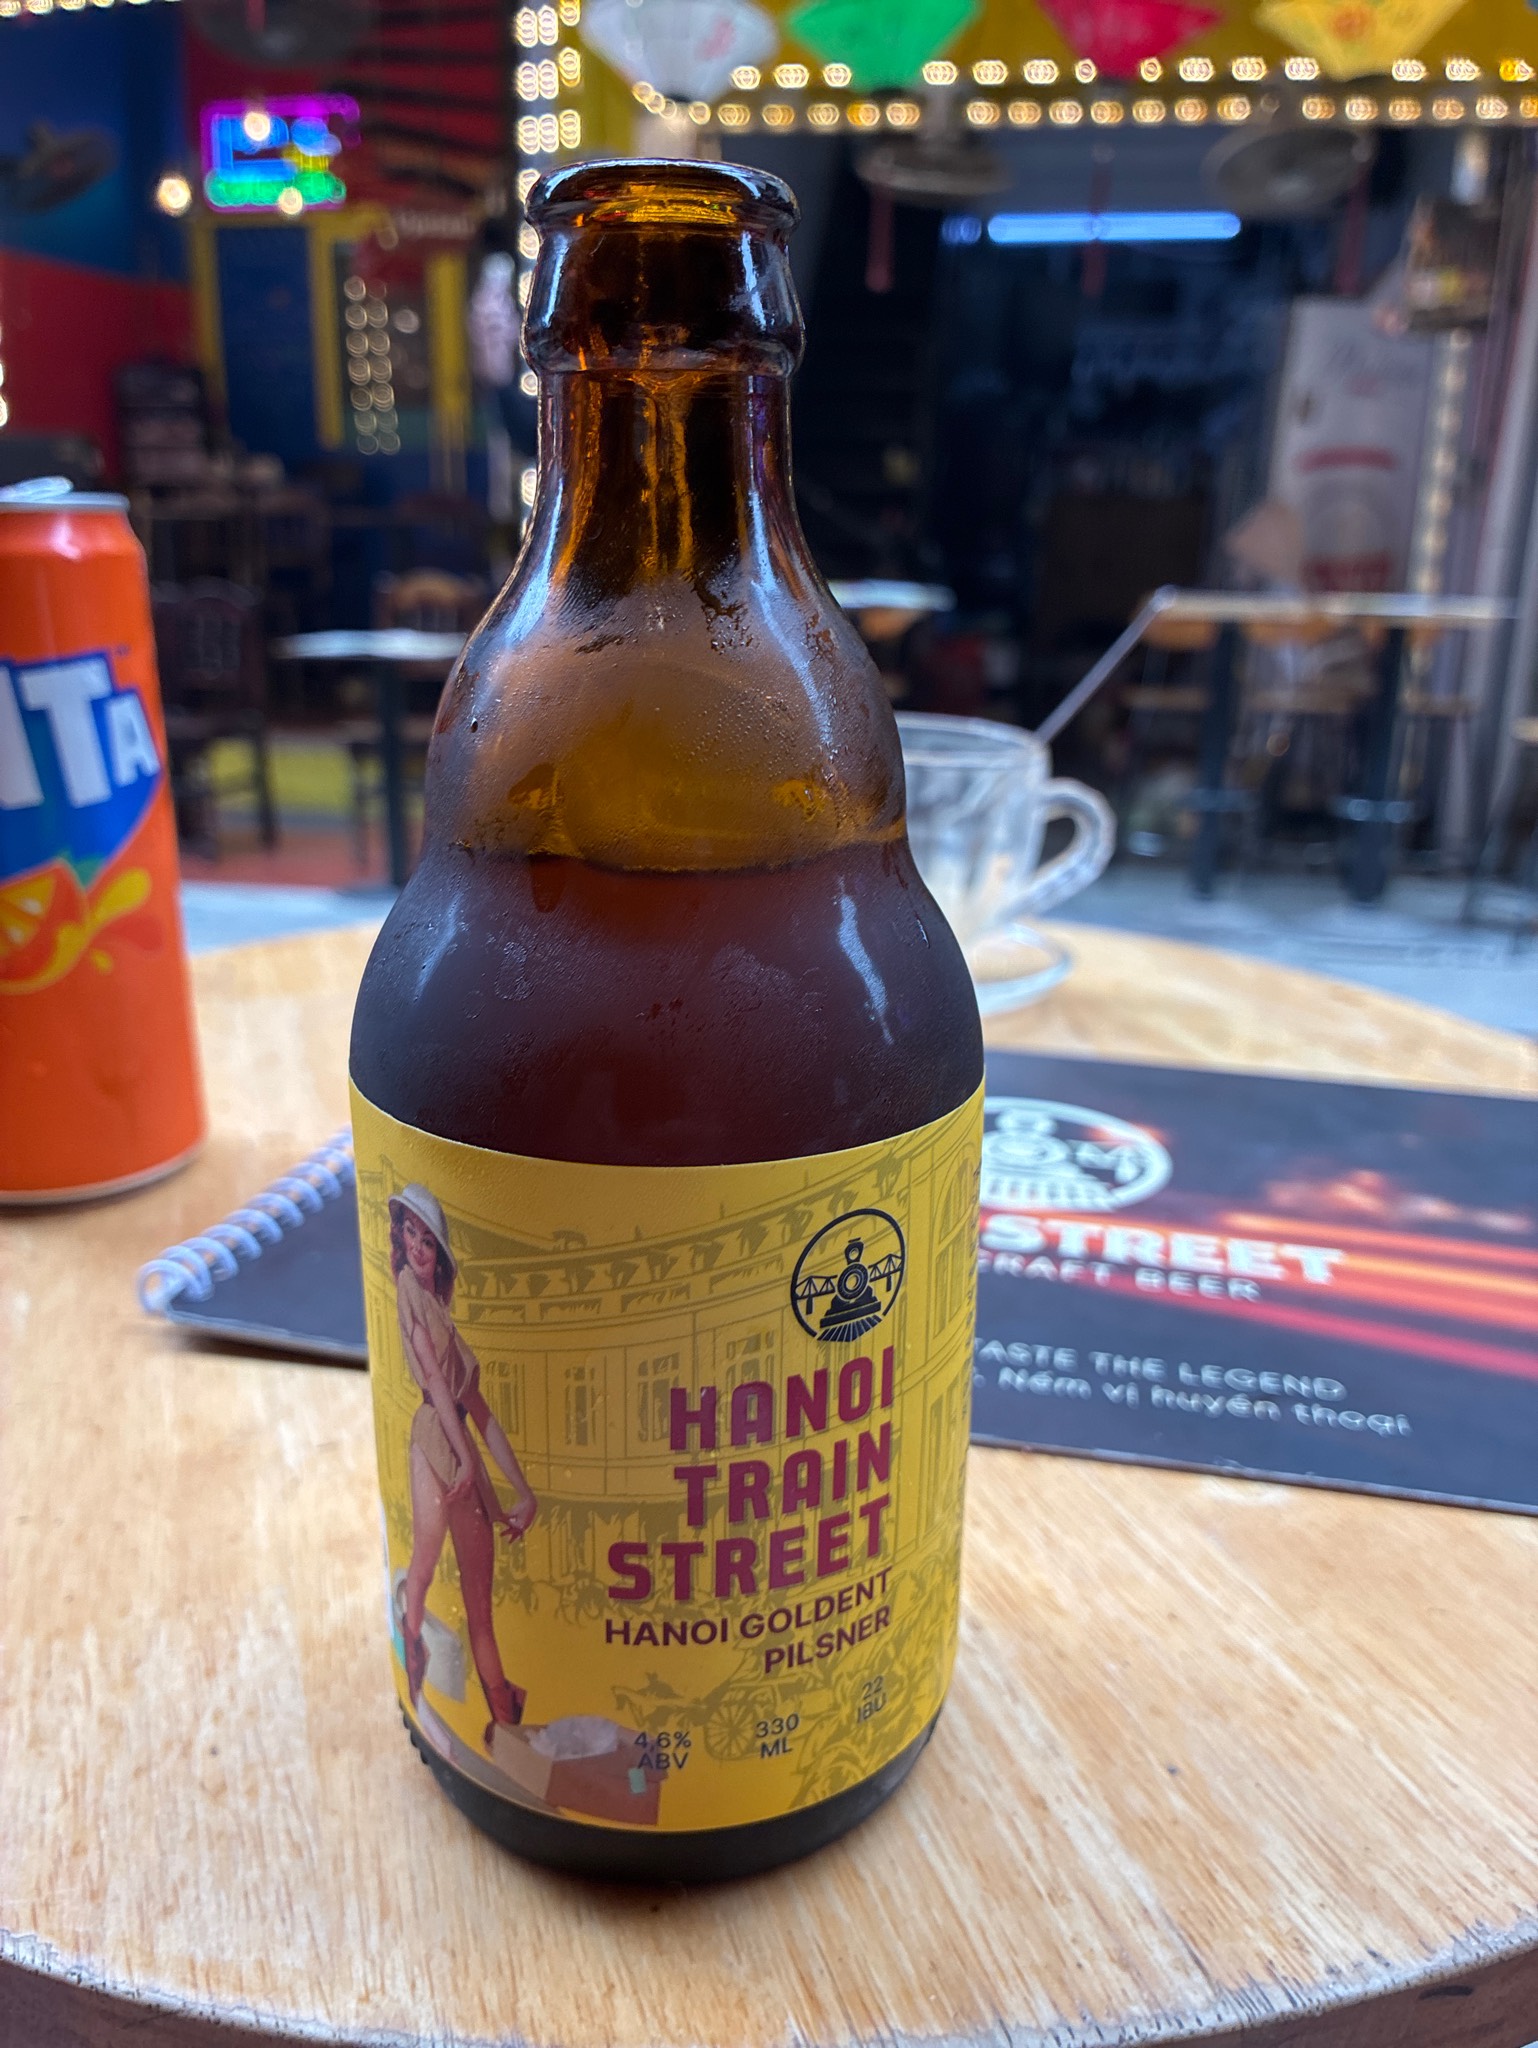 NTA
HANOI
TRAIN
STREET
HANOI GOLDENT
PILSNER
4,6%
ABV
330
ML
22
IBU
STREET
CRAFT BEER
TASTE THE LEGEND
Nếm vị huyền thoại